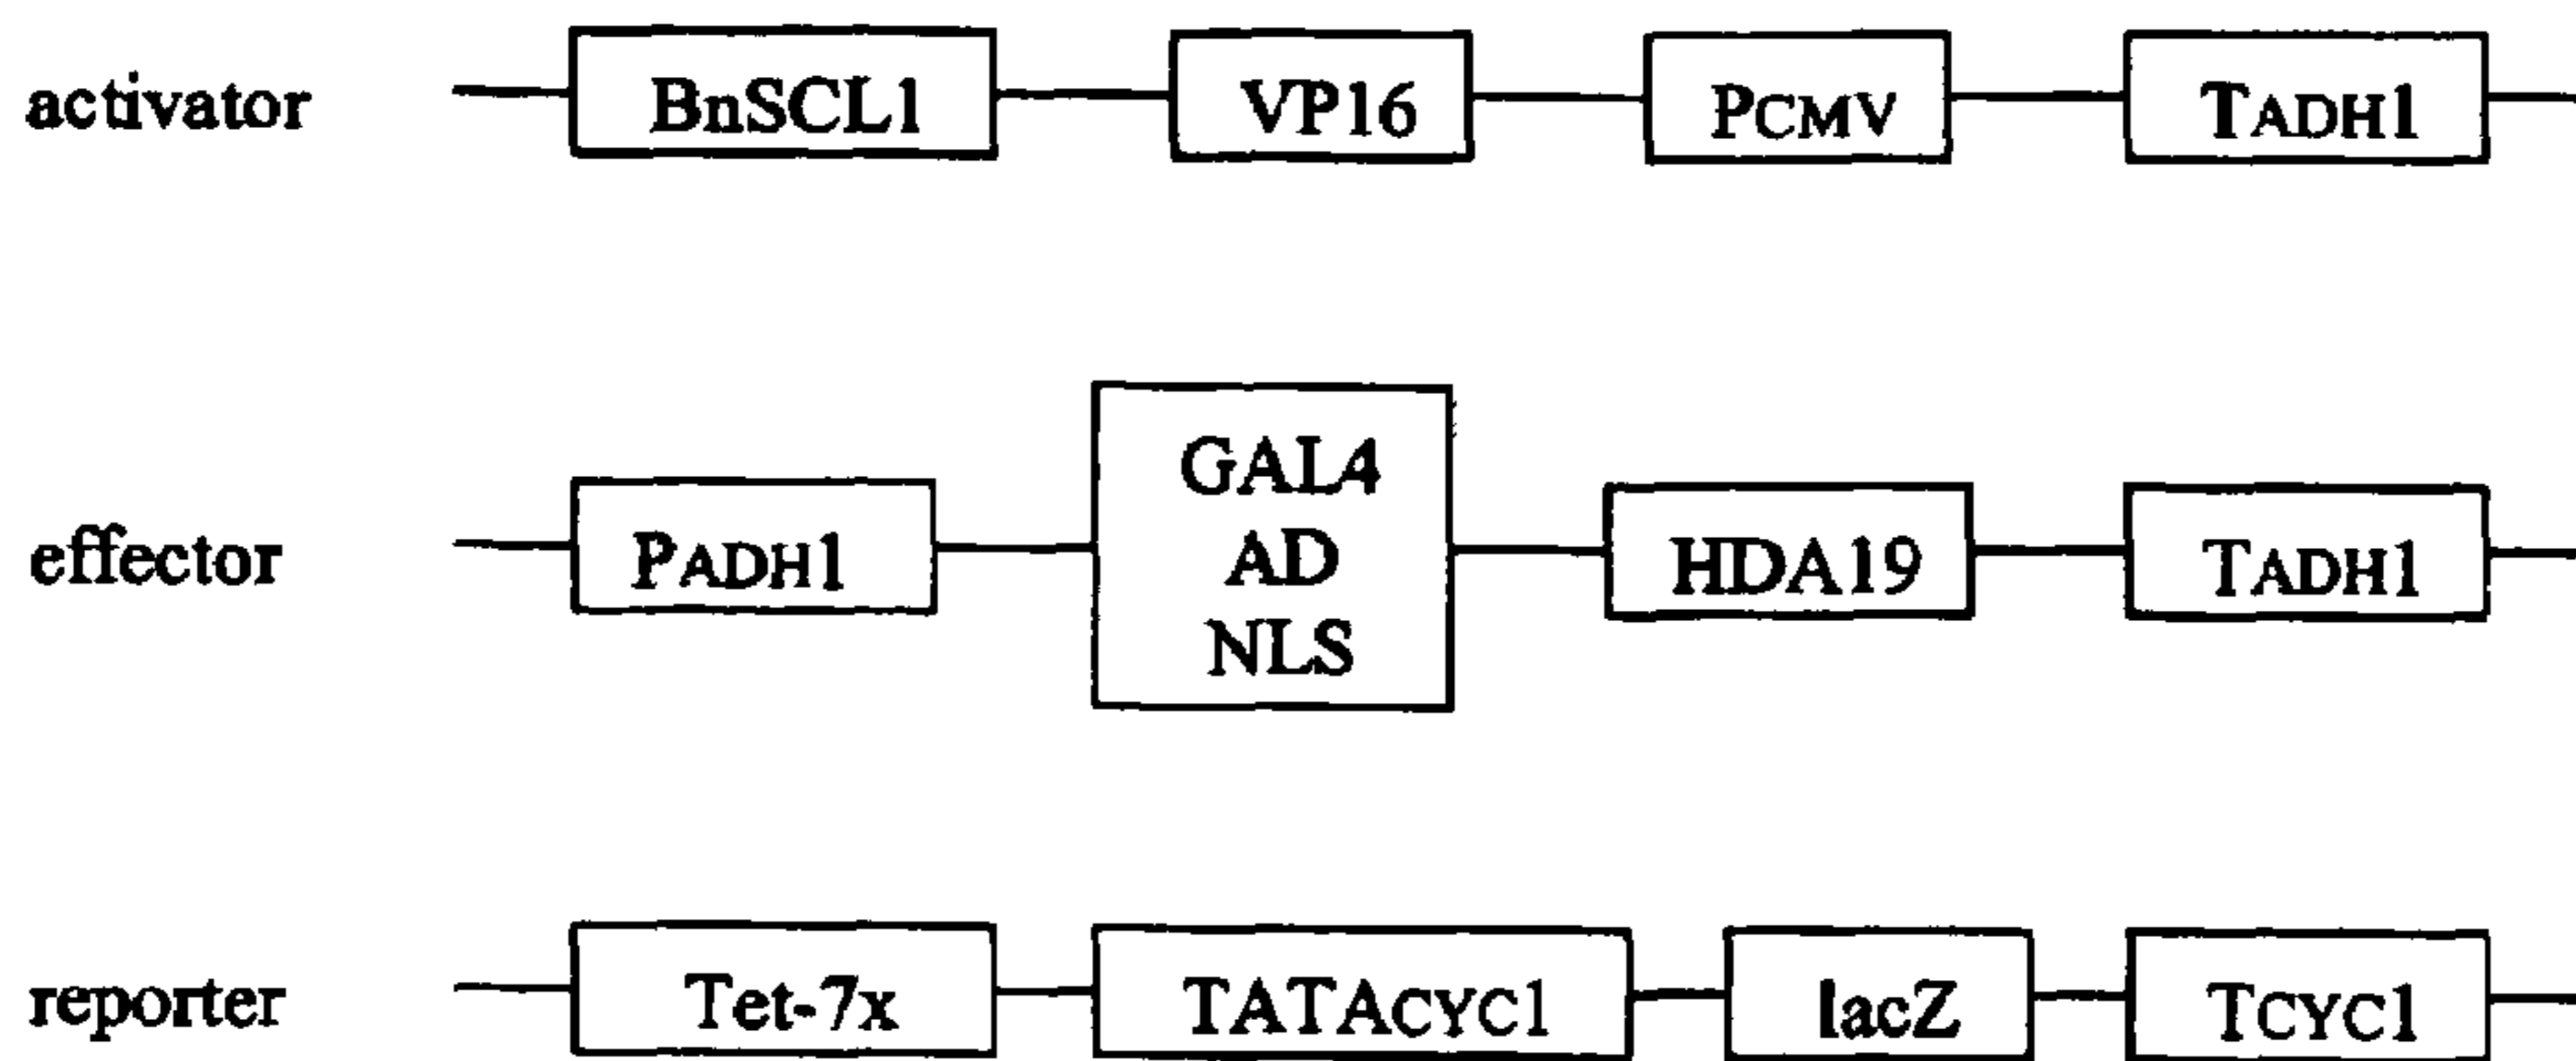 activator BnSCL1 VP16 PCMV TADH1
effector PADH1 GAL4 AD NLS HDA19 TADH1
reporter Tet-7x TATACYC1 lacZ TCYC1